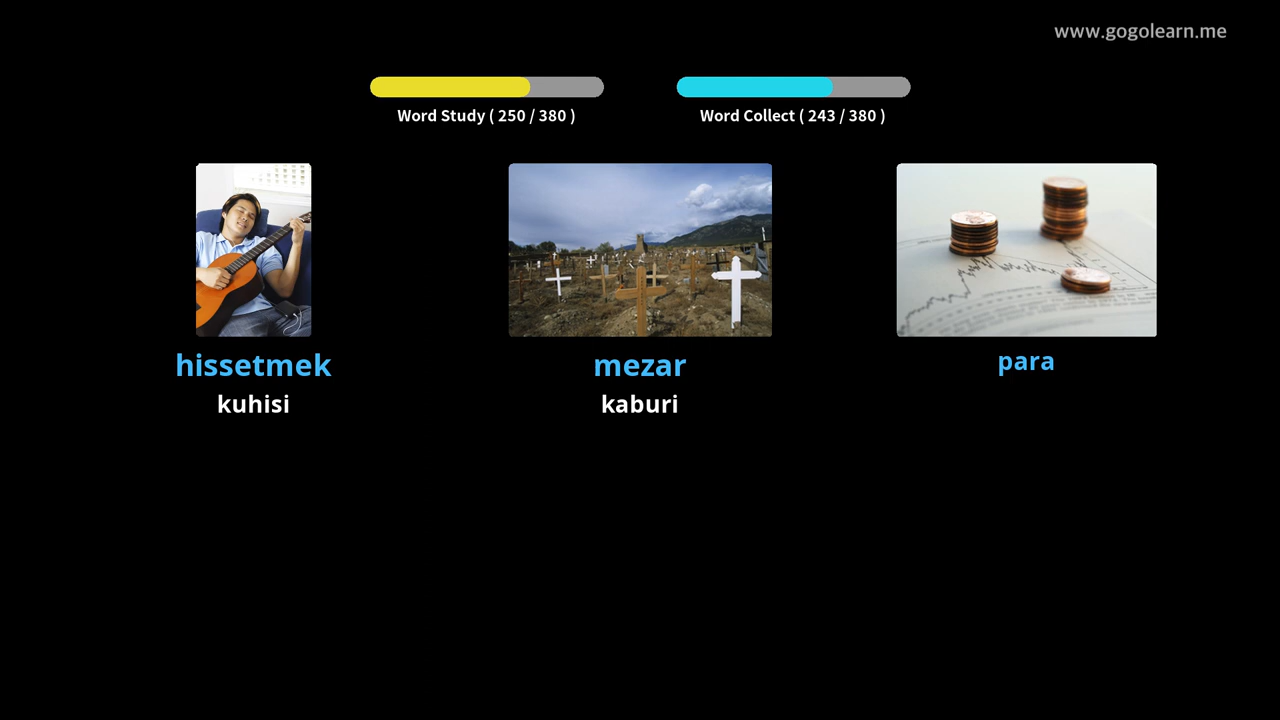 www.gogolearn.me
Word Study ( 250 / 380 )
Word Collect ( 243 / 380 )
hissetmek
kuhisi
mezar
kaburi
para